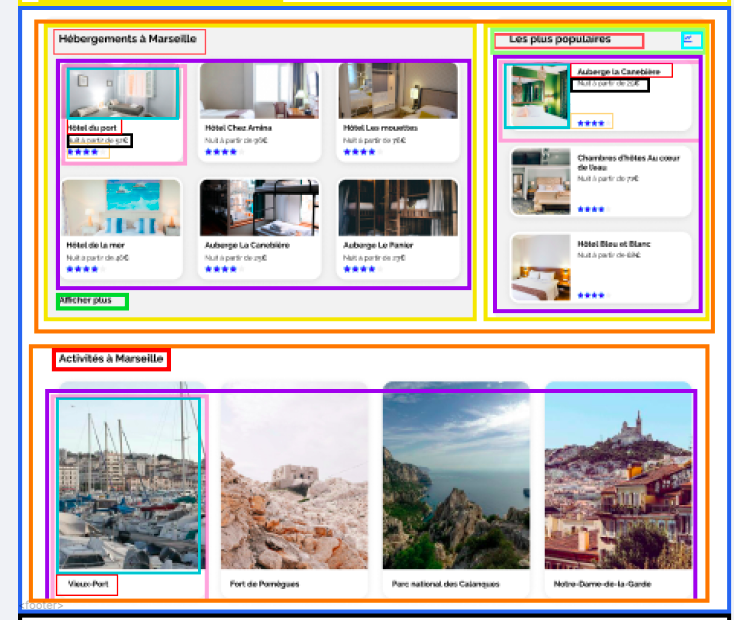 Hébergements à Marseille
Hôtel du port
Nuit à partir de 52€
Hôtel Chez Amina
Nuit à partir de 96€
Hôtel Les mouettes
Nuit à partir de 76€
Hôtel de la mer
Nuit à partir de 46€
Auberge La Canebière
Nuit à partir de 25€
Auberge Le Panier
Nuit à partir de 23€
Afficher plus
Les plus populaires
Auberge la Canebière
Nuit à partir de 25€
Chambres d'hôtes Au cœur
de l'eau
Nuit à partir de 71€
Hôtel Bleu et Blanc
Nuit à partir de 68€
Activités à Marseille
Vieux-Port
Fort de Pomègues
Parc national des Calanques
Notre-Dame-de-la-Garde
<footer>